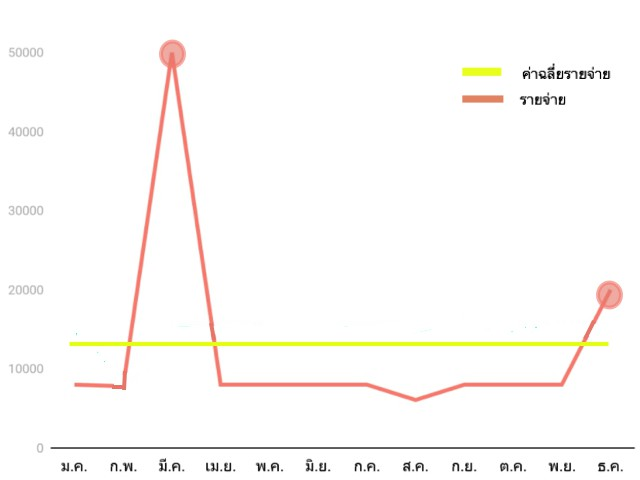 50000
ค่าฉลี่ยรายจ่าย
รายจ่าย
40000
30000
20000
10000
0
ม.ค. ก.พ. มี.ค. เม.ย. พ.ค. มิ.ย. ก.ค. ส.ค. ก.ย. ต.ค. พ.ย. ธ.ค.